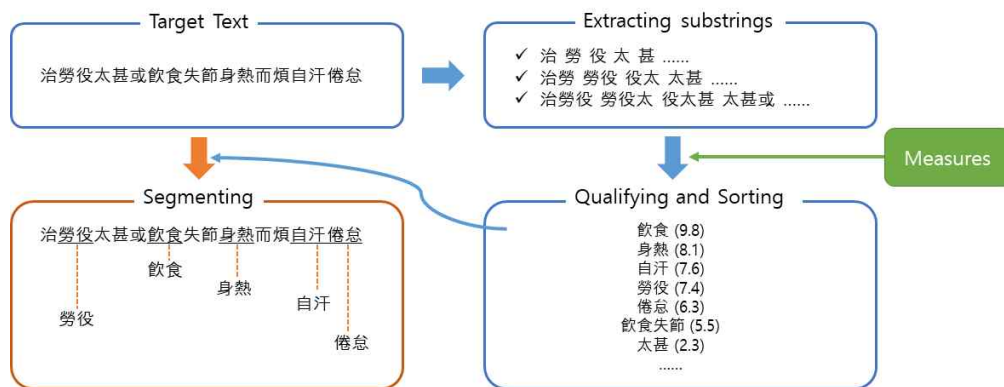 Target Text
治勞役太甚或飮食失節身熱而煩自汗倦怠
Extracting substrings
✓ 治 勞 役 太 甚 ......
✓ 治勞 勞役 役太 太甚 ......
✓ 治勞役 勞役太 役太甚 太甚或 ......
Measures
Segmenting
治勞役太甚或飮食失節身熱而煩自汗倦怠
飮食
身熱
自汗
勞役
倦怠
Qualifying and Sorting
飮食 (9.8)
身熱 (8.1)
自汗 (7.6)
勞役 (7.4)
倦怠 (6.3)
飮食失節 (5.5)
太甚 (2.3)
......